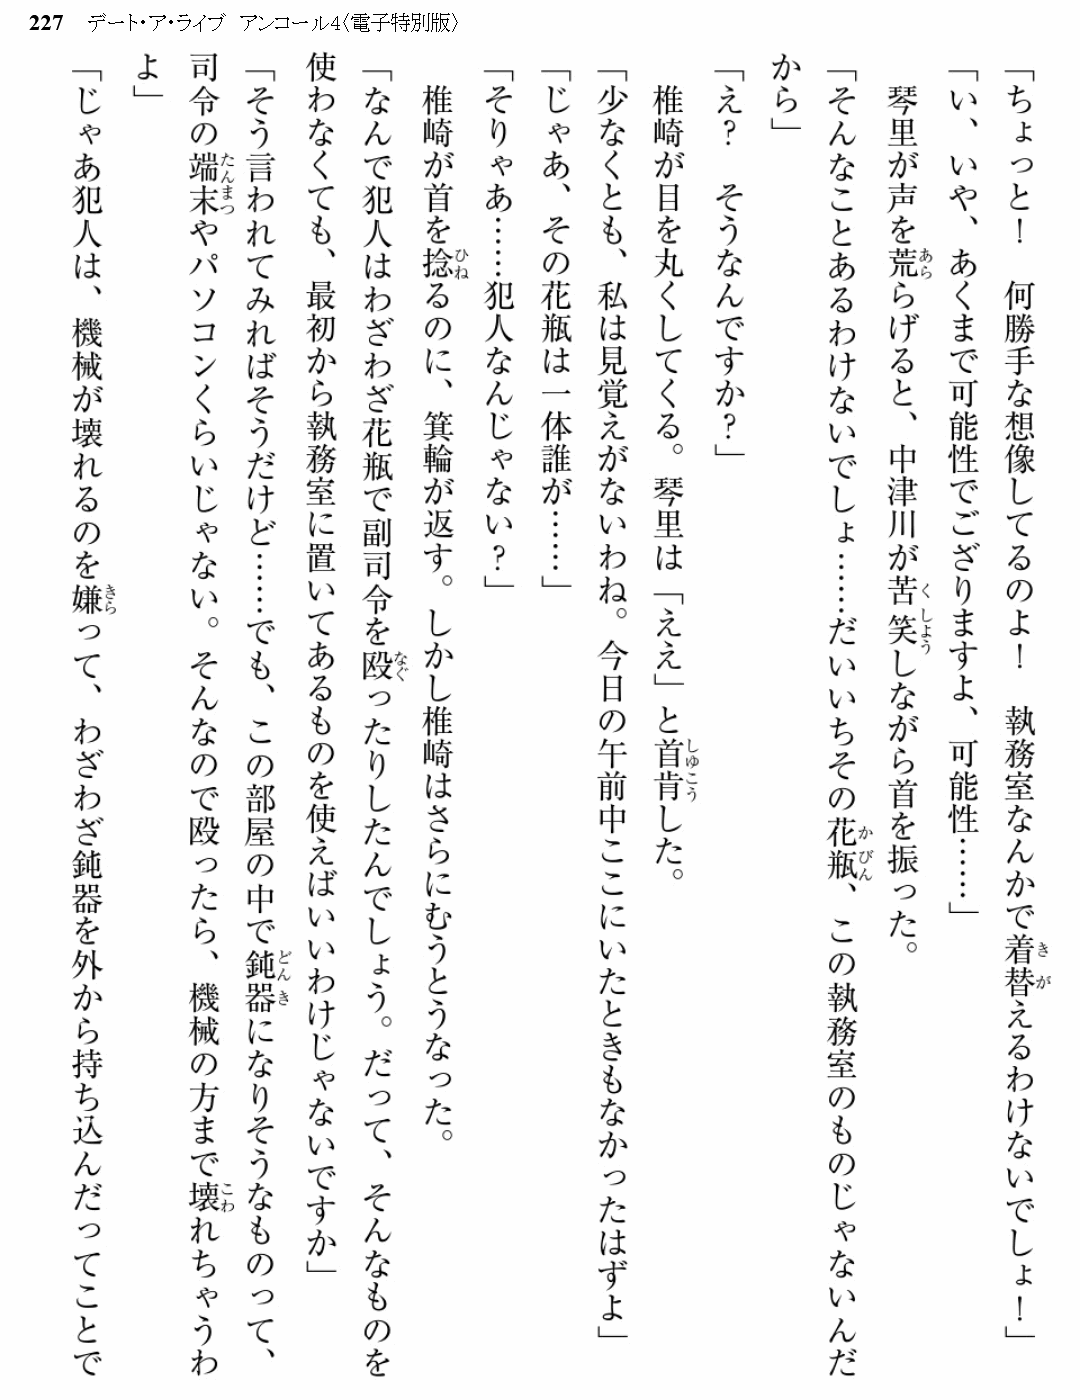 227 デート・ア・ライブ アンコール4〈電子特別版〉
「ちょっと！　何勝手な想像してるのよ！　執務室なんかで着替えるわけないでしょ！」
「い、いや、あくまで可能性でござりますよ、可能性……」
　琴里が声を荒らげると、中津川が苦笑しながら首を振った。
「そんなことあるわけないでしょ……だいいちその花瓶、この執務室のものじゃないんだ
から」
「え？　そうなんですか？」
　椎崎が目を丸くしてくる。琴里は「ええ」と首肯した。
「少なくとも、私は見覚えがないわね。今日の午前中ここにいたときもなかったはずよ」
「じゃあ、その花瓶は一体誰が……」
「そりゃあ……犯人なんじゃない？」
　椎崎が首を捻るのに、箕輪が返す。しかし椎崎はさらにむうとうなった。
「なんで犯人はわざわざ花瓶で副司令を殴ったりしたんでしょう。だって、そんなものを
使わなくても、最初から執務室に置いてあるものを使えばいいわけじゃないですか」
「そう言われてみればそうだけど……でも、この部屋の中で鈍器になりそうなものって、
司令の端末やパソコンくらいじゃない。そんなので殴ったら、機械の方まで壊れちゃうわ
よ」
「じゃあ犯人は、機械が壊れるのを嫌って、わざわざ鈍器を外から持ち込んだってことで